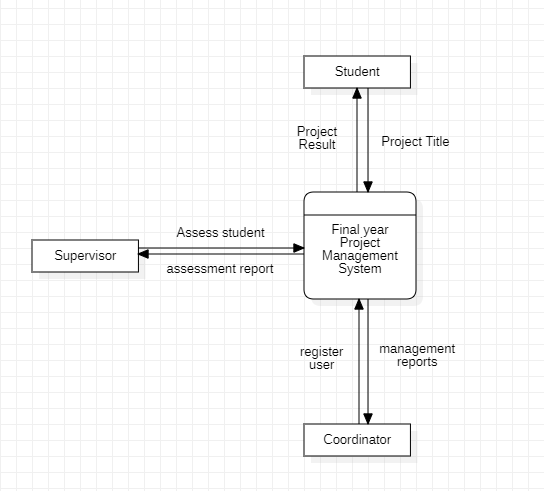 Student
Project
Result
Project Title
Final year
Project
Management
System
Assess student
Supervisor
assessment report
register
user
management
reports
Coordinator